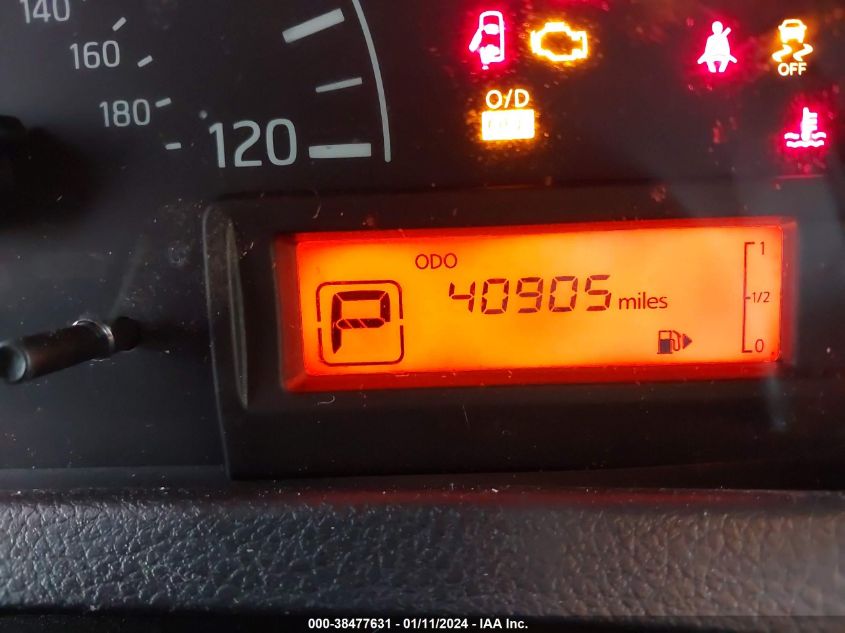 140
160
180
120
O/D
OFF
OFF
ODO
40905 miles
P
1
1/2
0
000-38477631 - 01/11/2024 - IAA Inc.